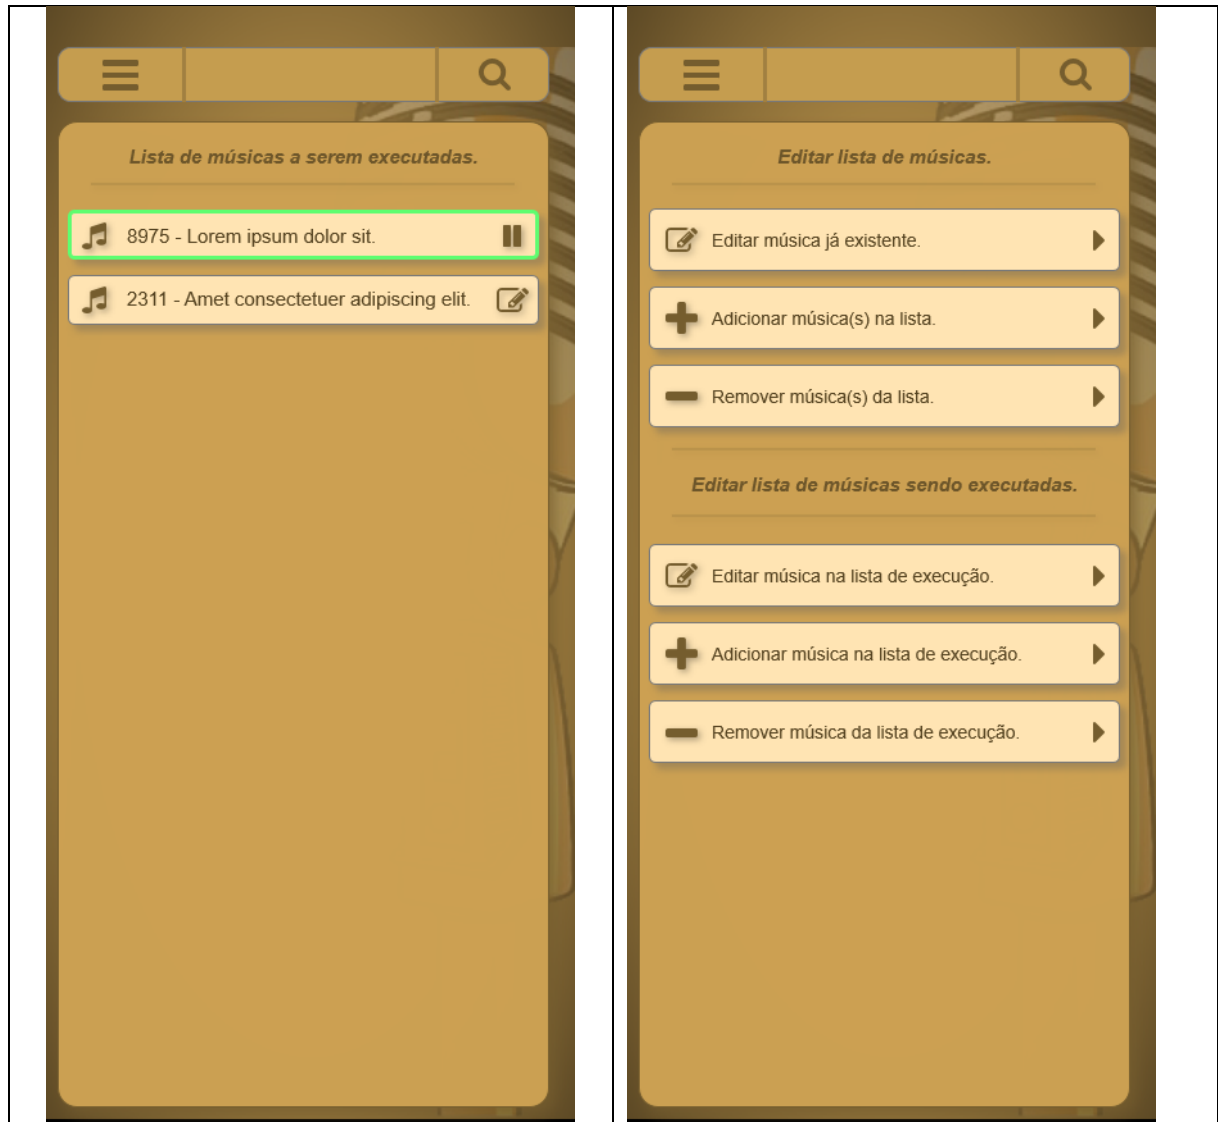 Lista de músicas a serem executadas.
8975 - Lorem ipsum dolor sit.
2311 - Amet consectetuer adipiscing elit.
Editar lista de músicas.
Editar música já existente.
Adicionar música(s) na lista.
Remover música(s) da lista.
Editar lista de músicas sendo executadas.
Editar música na lista de execução.
Adicionar música na lista de execução.
Remover música da lista de execução.